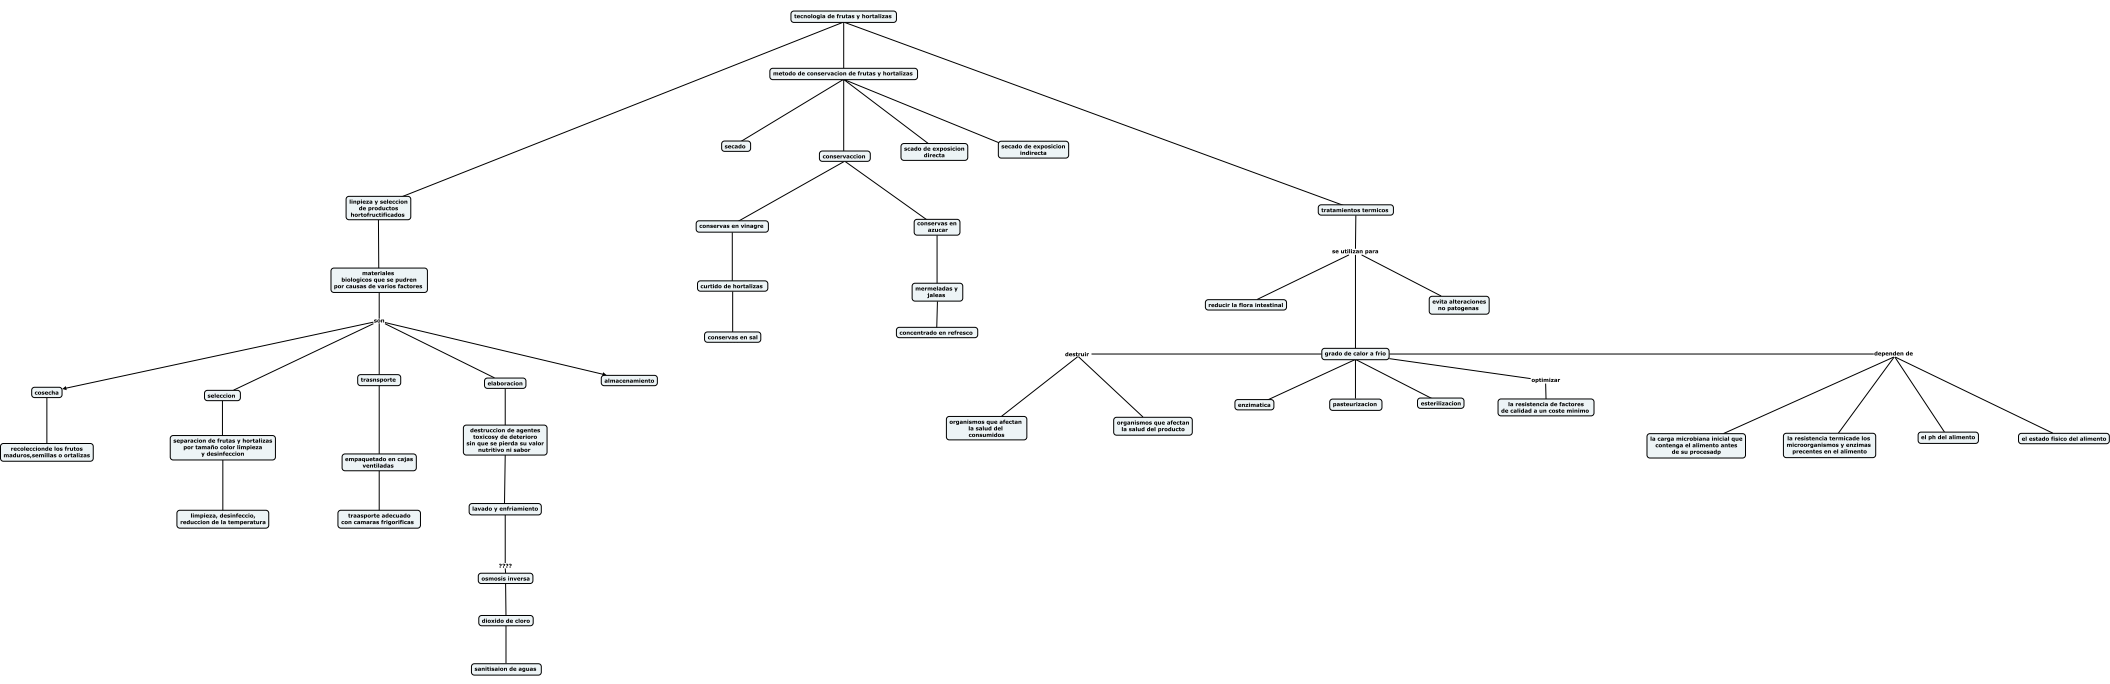 tecnologia de frutas y hortalizas
metodo de conservacion de frutas y hortalizas
secado
conservaccion
scado de exposicion
directa
secado de exposicion
indirecta
linpieza y seleccion
de productos
hortofructificados
tratamientos termicos
conservas en vinagre
conservas en
azucar
se utilizan para
materiales
biologicos que se pudren
por causas de varios factores
curtido de hortalizas
mermeladas y
jaleas
reducir la flora intestinal
evita alteraciones
no patogenas
son
conservas en sal
concentrado en refresco
destruir
grado de calor a frio
dependen de
cosecha
seleccion
trasnsporte
elaboracion
almacenamiento
optimizar
enzimatica
pasteurizacion
esterilizacion
la resistencia de factores
de calidad a un coste minimo
organismos que afectan
la salud del
consumidos
organismos que afectan
la salud del producto
la carga microbiana inicial que
contenga el alimento antes
de su procesadp
la resistencia termicade los
microorganismos y enzimas
precentes en el alimento
el ph del alimento
el estado fisico del alimento
recoleccionde los frutos
maduros,semillas o ortalizas
separacion de frutas y hortalizas
por tamaño color limpieza
y desinfeccion
empaquetado en cajas
ventiladas
destruccion de agentes
toxicosy de deterioro
sin que se pierda su valor
nutritivo ni sabor
limpieza, desinfeccio,
reduccion de la temperatura
traasporte adecuado
con camaras frigorificas
lavado y enfriamiento
????
osmosis inversa
dioxido de cloro
sanitisaion de aguas